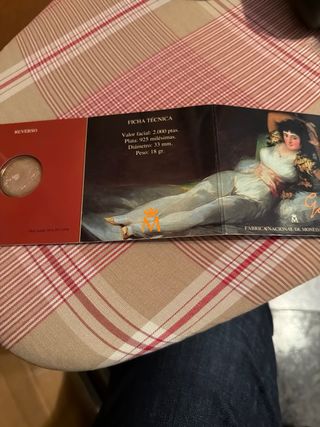 REVERSO
FICHA TÉCNICA
Valor facial: 2.000 ptas.
Plata: 925 milésimas.
Diámetro: 33 mm.
Peso: 18 gr.
FABRICA NACIONAL DE MONEDA